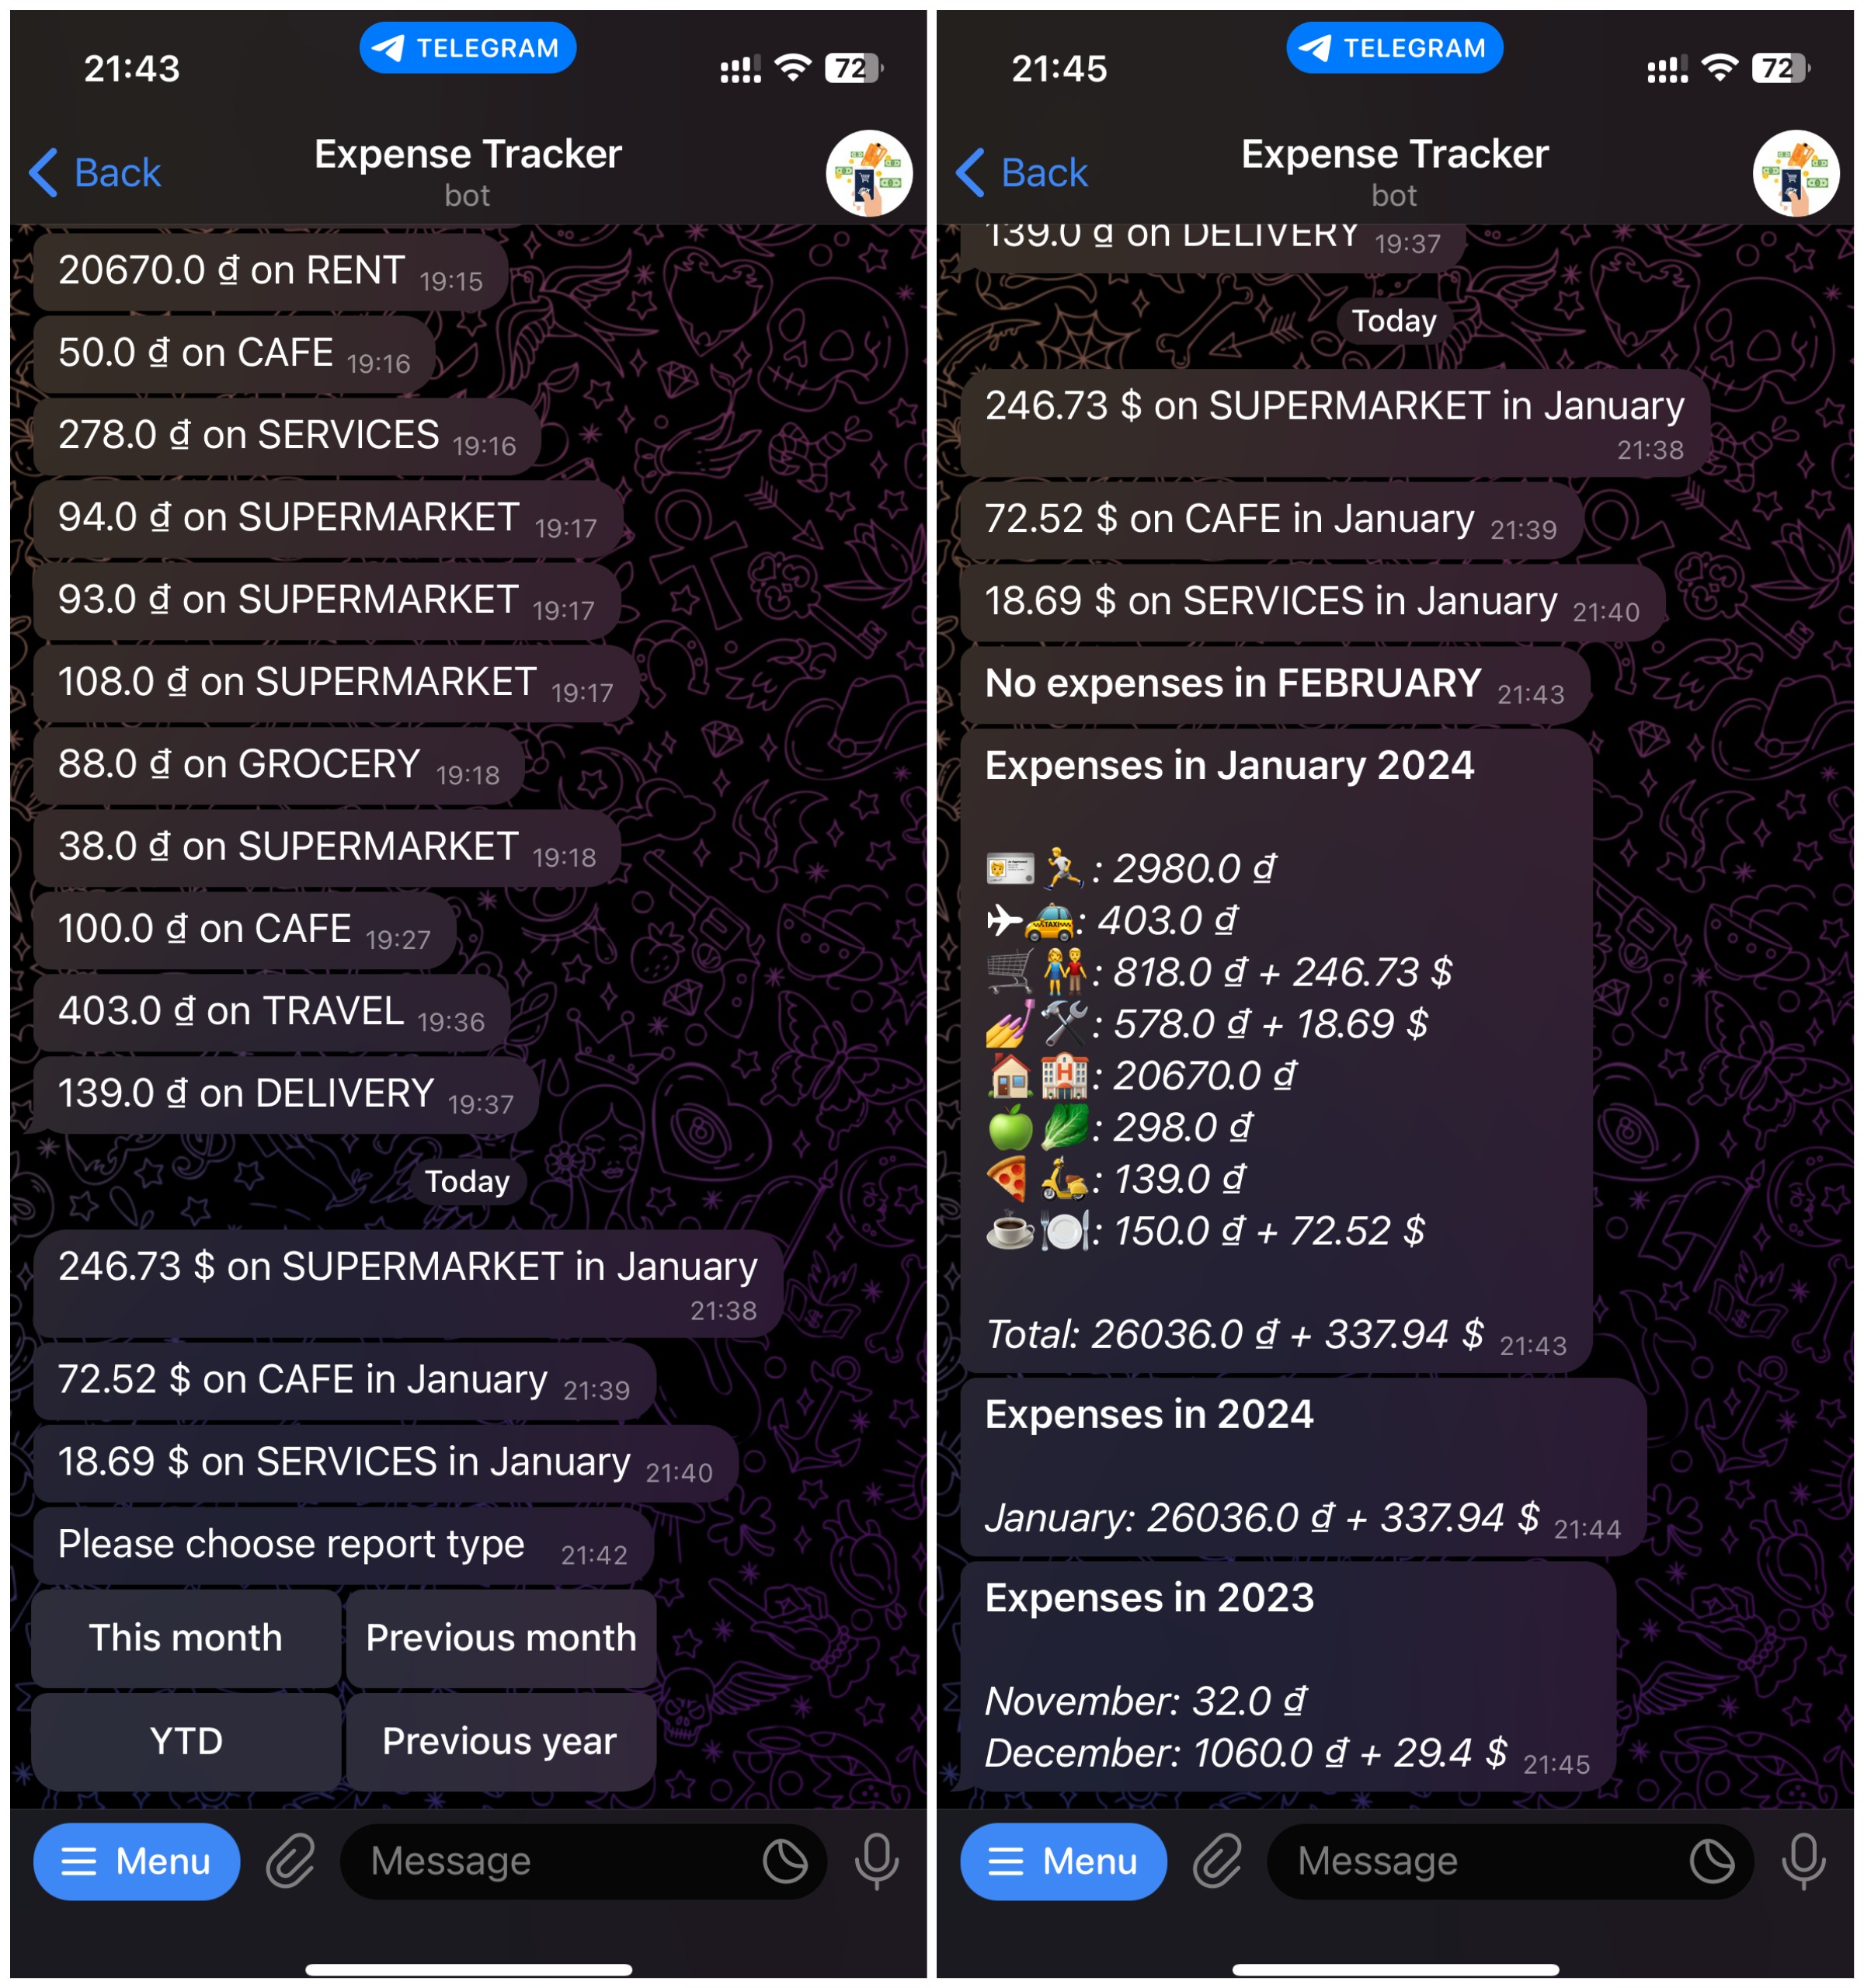 21:43
TELEGRAM
72
Back
Expense Tracker
bot
20670.0 ₫ on RENT 19:15
50.0 ₫ on CAFE 19:16
278.0 ₫ on SERVICES 19:16
94.0 ₫ on SUPERMARKET 19:17
93.0 ₫ on SUPERMARKET 19:17
108.0 ₫ on SUPERMARKET 19:17
88.0 ₫ on GROCERY 19:18
38.0 ₫ on SUPERMARKET 19:18
100.0 ₫ on CAFE 19:27
403.0 ₫ on TRAVEL 19:36
139.0 ₫ on DELIVERY 19:37
Today
246.73 $ on SUPERMARKET in January
21:38
72.52 $ on CAFE in January 21:39
18.69 $ on SERVICES in January 21:40
Please choose report type 21:42
This month
Previous month
YTD
Previous year
Menu
Message
21:45
TELEGRAM
72
Back
Expense Tracker
bot
139.0 ₫ on DELIVERY 19:37
Today
246.73 $ on SUPERMARKET in January
21:38
72.52 $ on CAFE in January 21:39
18.69 $ on SERVICES in January 21:40
No expenses in FEBRUARY 21:43
Expenses in January 2024
🪪🏃: 2980.0 ₫
✈🚕: 403.0 ₫
🛒👫: 818.0 ₫ + 246.73 $
💅🛠: 578.0 ₫ + 18.69 $
🏠🏨: 20670.0 ₫
🍏🥬: 298.0 ₫
🍕🛵: 139.0 ₫
☕🍽: 150.0 ₫ + 72.52 $
Total: 26036.0 ₫ + 337.94 $ 21:43
Expenses in 2024
January: 26036.0 ₫ + 337.94 $ 21:44
Expenses in 2023
November: 32.0 ₫
December: 1060.0 ₫ + 29.4 $ 21:45
Menu
Message